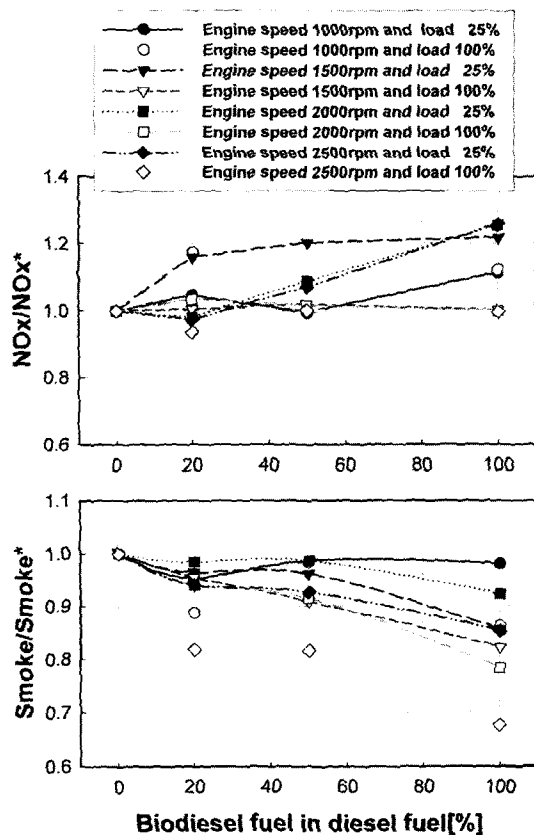 Engine speed 1000rpm and load 25%
Engine speed 1000rpm and load 100%
Engine speed 1500rpm and load 25%
Engine speed 1500rpm and load 100%
Engine speed 2000rpm and load 25%
Engine speed 2000rpm and load 100%
Engine speed 2500rpm and load 25%
Engine speed 2500rpm and load 100%
1.4
1.2
1.0
0.8
0.6
NOx/NOx*
0 20 40 60 80 100
1.1
1.0
0.9
0.8
0.7
0.6
Smoke/Smoke*
0 20 40 60 80 100
Biodiesel fuel in diesel fuel[%]